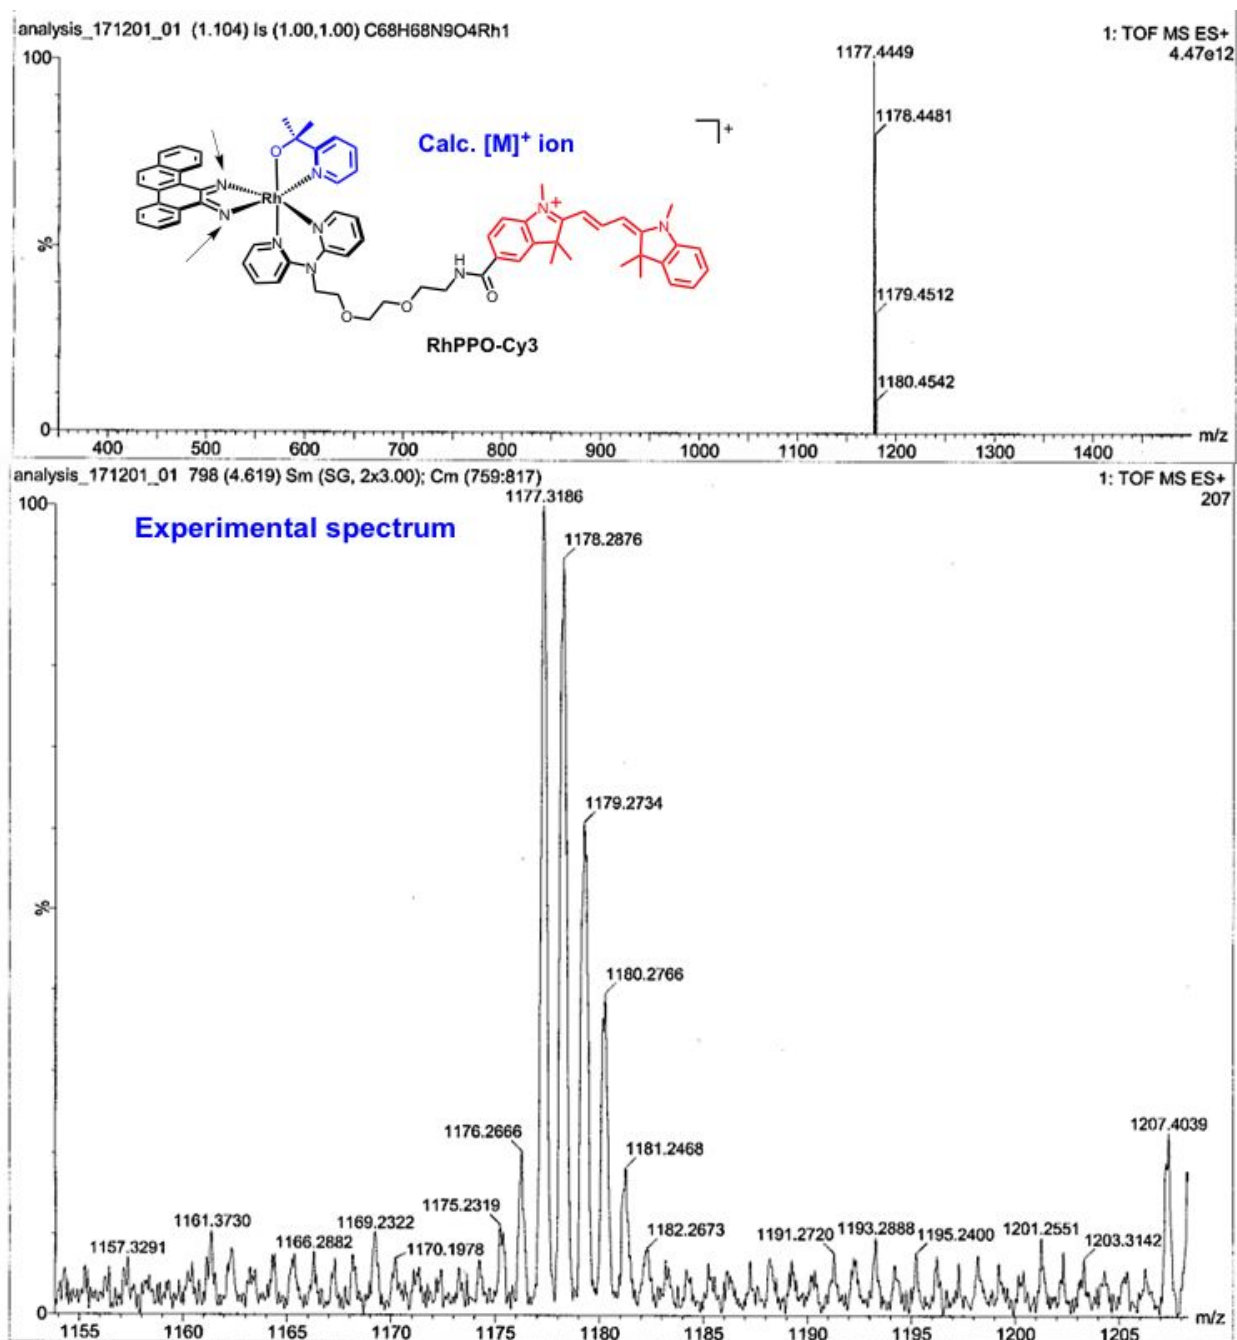 analysis_171201_01 (1.104) Is (1.00,1.00) C68H68N9O4Rh1
1: TOF MS ES+
4.47e12
100
1177.4449
1178.4481
Calc. [M]+ ion
+
O
N
N
Rh
N
N
N
N
N
N+
N
H
N
O
O
O
%
1179.4512
RhPPO-Cy3
1180.4542
0
400 500 600 700 800 900 1000 1100 1200 1300 1400
m/z
analysis_171201_01 798 (4.619) Sm (SG, 2x3.00); Cm (759:817)
1: TOF MS ES+
207
100
1177.3186
Experimental spectrum
1178.2876
1179.2734
%
1180.2766
1176.2666
1181.2468
1207.4039
1175.2319
1161.3730
1169.2322
1182.2673
1157.3291
1166.2882
1170.1978
1191.2720
1193.2888
1195.2400
1201.2551
1203.3142
0
1155 1160 1165 1170 1175 1180 1185 1190 1195 1200 1205
m/z